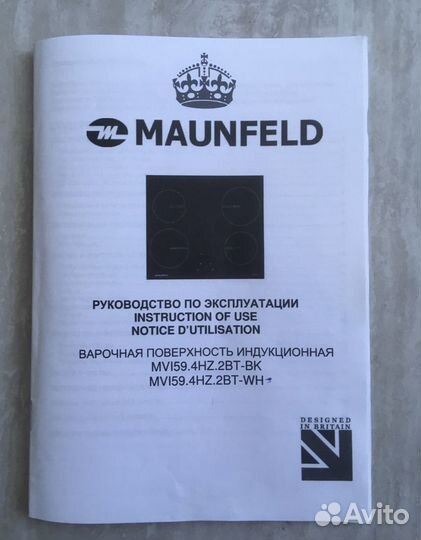 MAUNFELD
РУКОВОДСТВО ПО ЭКСПЛУАТАЦИИ
INSTRUCTION OF USE
NOTICE D'UTILISATION
ВАРОЧНАЯ ПОВЕРХНОСТЬ ИНДУКЦИОННАЯ
MVI59.4HZ.2BT-BK
MVI59.4HZ.2BT-WH
DESIGNED
IN BRITAIN
Avito